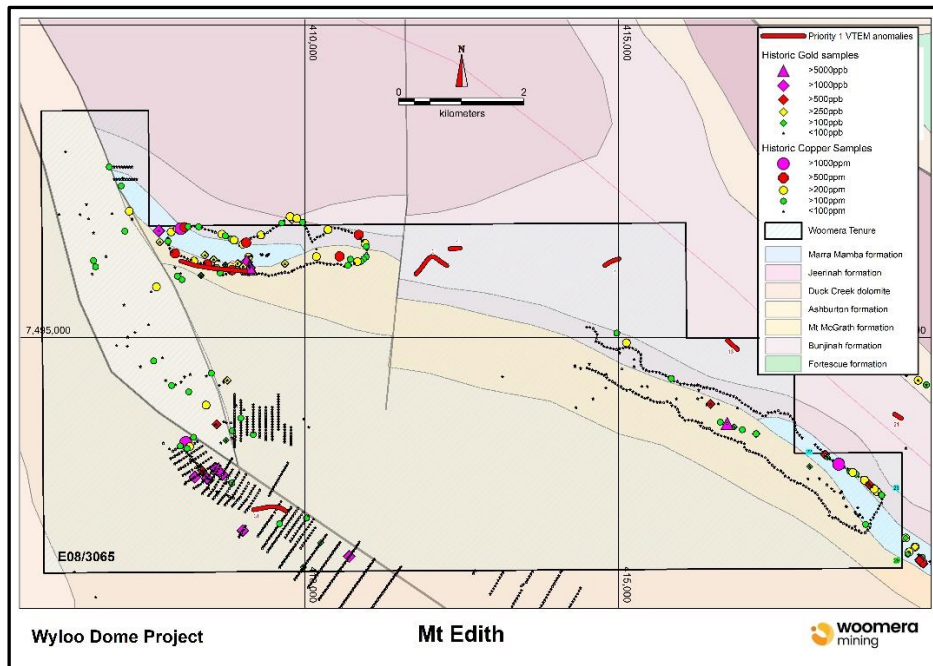 410,000
415,000
N
0
2
kilometers
Priority 1 VTEM anomalies
Historic Gold samples
>5000ppb
>1000ppb
>500ppb
>250ppb
>100ppb
<100ppb
Historic Copper Samples
>1000ppm
>500ppm
>200ppm
>100ppm
<100ppm
Woomera Tenure
Marra Mamba formation
Jeerinah formation
Duck Creek dolomite
Ashburton formation
Mt McGrath formation
Bunjinah formation
Fortescue formation
7,495,000
E08/3065
415,000
Wyloo Dome Project
Mt Edith
woomera
mining